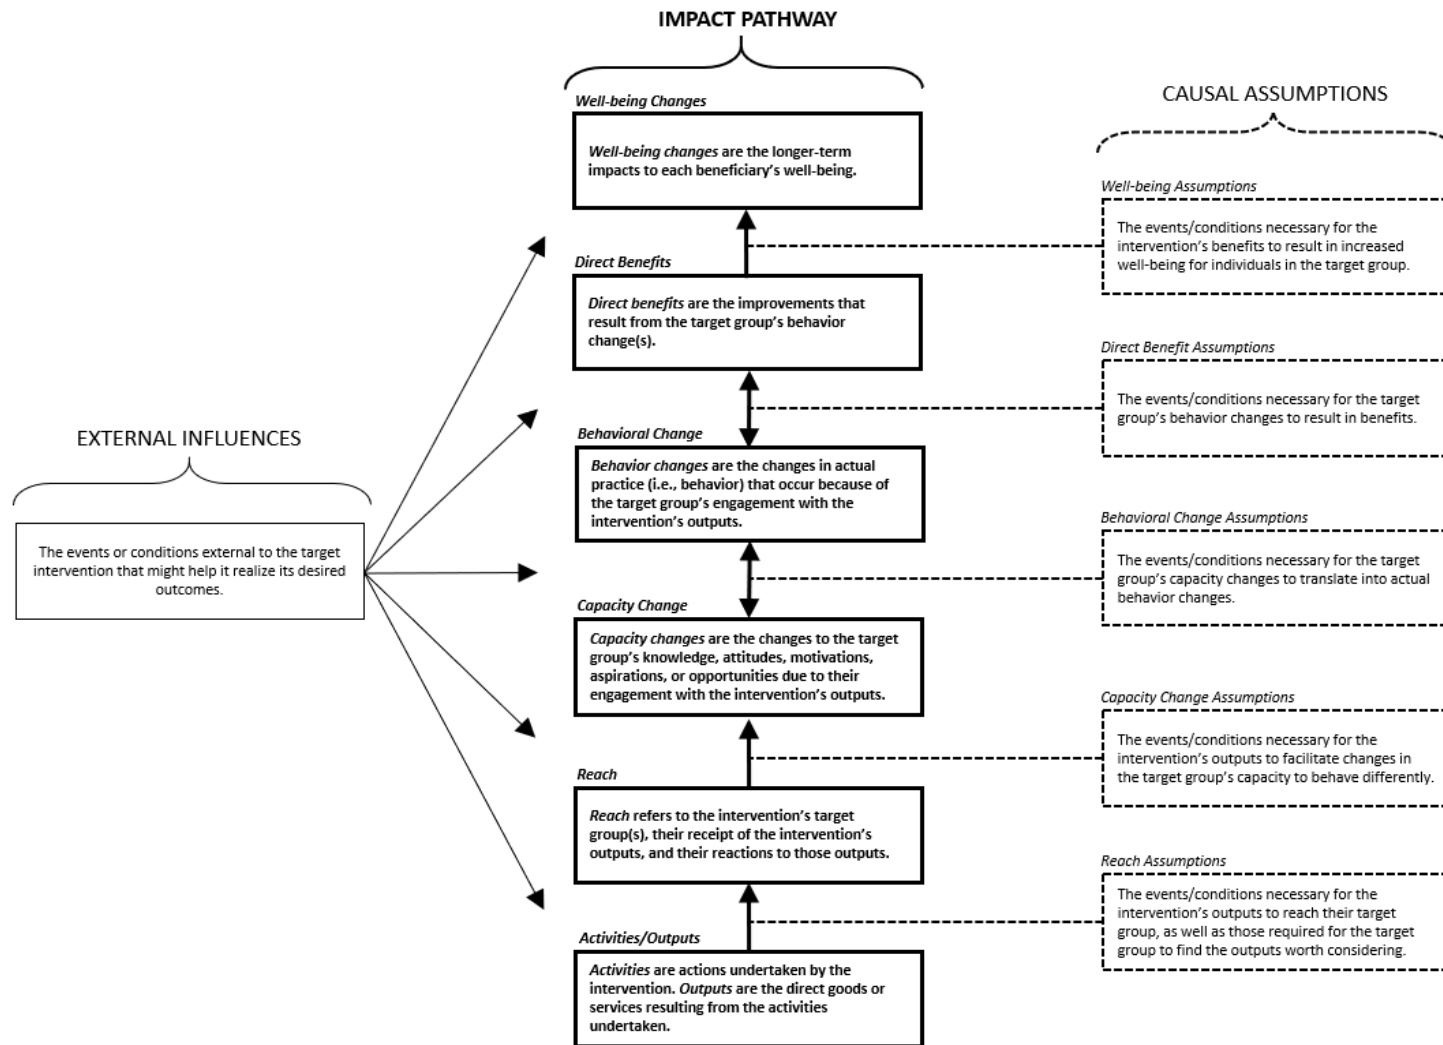 IMPACT PATHWAY
Well-being Changes
Well-being changes are the longer-term
impacts to each beneficiary's well-being.
Direct Benefits
Direct benefits are the improvements that
result from the target group's behavior
change(s).
Behavioral Change
Behavior changes are the changes in actual
practice (i.e., behavior) that occur because of
the target group's engagement with the
intervention's outputs.
Capacity Change
Capacity changes are the changes to the target
group's knowledge, attitudes, motivations,
aspirations, or opportunities due to their
engagement with the intervention's outputs.
Reach
Reach refers to the intervention's target
group(s), their receipt of the intervention's
outputs, and their reactions to those outputs.
Activities/Outputs
Activities are actions undertaken by the
intervention. Outputs are the direct goods or
services resulting from the activities
undertaken.
EXTERNAL INFLUENCES
The events or conditions external to the target
intervention that might help it realize its desired
outcomes.
CAUSAL ASSUMPTIONS
Well-being Assumptions
The events/conditions necessary for the
intervention's benefits to result in increased
well-being for individuals in the target group.
Direct Benefit Assumptions
The events/conditions necessary for the target
group's behavior changes to result in benefits.
Behavioral Change Assumptions
The events/conditions necessary for the target
group's capacity changes to translate into actual
behavior changes.
Capacity Change Assumptions
The events/conditions necessary for the
intervention's outputs to facilitate changes in
the target group's capacity to behave differently.
Reach Assumptions
The events/conditions necessary for the
intervention's outputs to reach their target
group, as well as those required for the target
group to find the outputs worth considering.